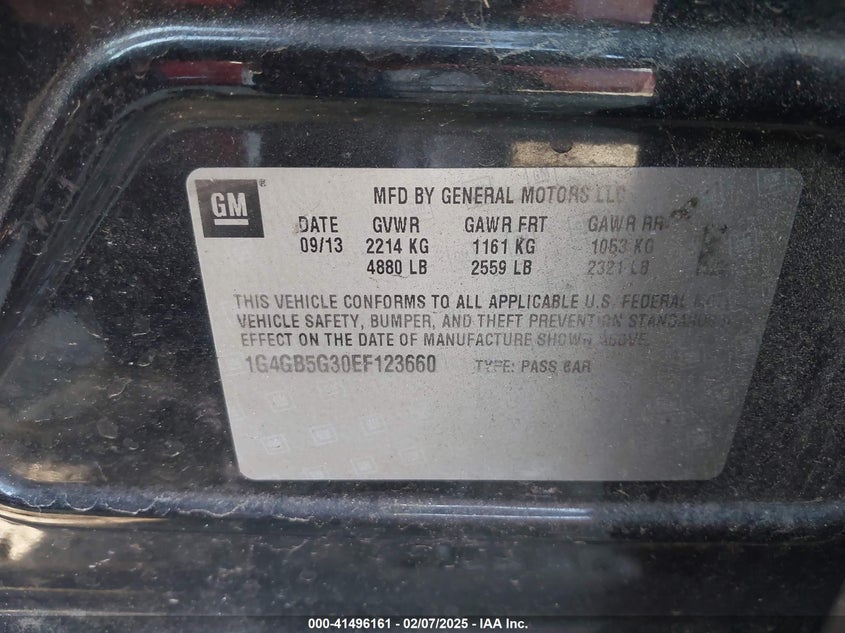 GM ® MFD BY GENERAL MOTORS LLC
DATE GVWR GAWR FRT GAWR RR
09/13 2214 KG 1161 KG 1053 KG
4880 LB 2559 LB 2321 LB
THIS VEHICLE CONFORMS TO ALL APPLICABLE U.S. FEDERAL
VEHICLE SAFETY, BUMPER, AND THEFT PREVENTION STANDARDS
EFFECT ON THE DATE OF MANUFACTURE SHOWN ABOVE.
1G4GB5G30EF123660 TYPE: PASS CAR
000-41496161 - 02/07/2025 - © IAA Inc.